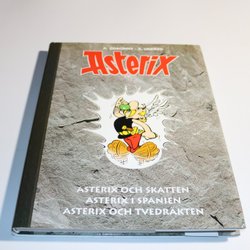 R. GOSCINNY - A. UDERZO
Asterix
ASTERIX OCH SKATTEN
ASTERIX I SPANIEN
ASTERIX OCH TVEDRÄKTEN